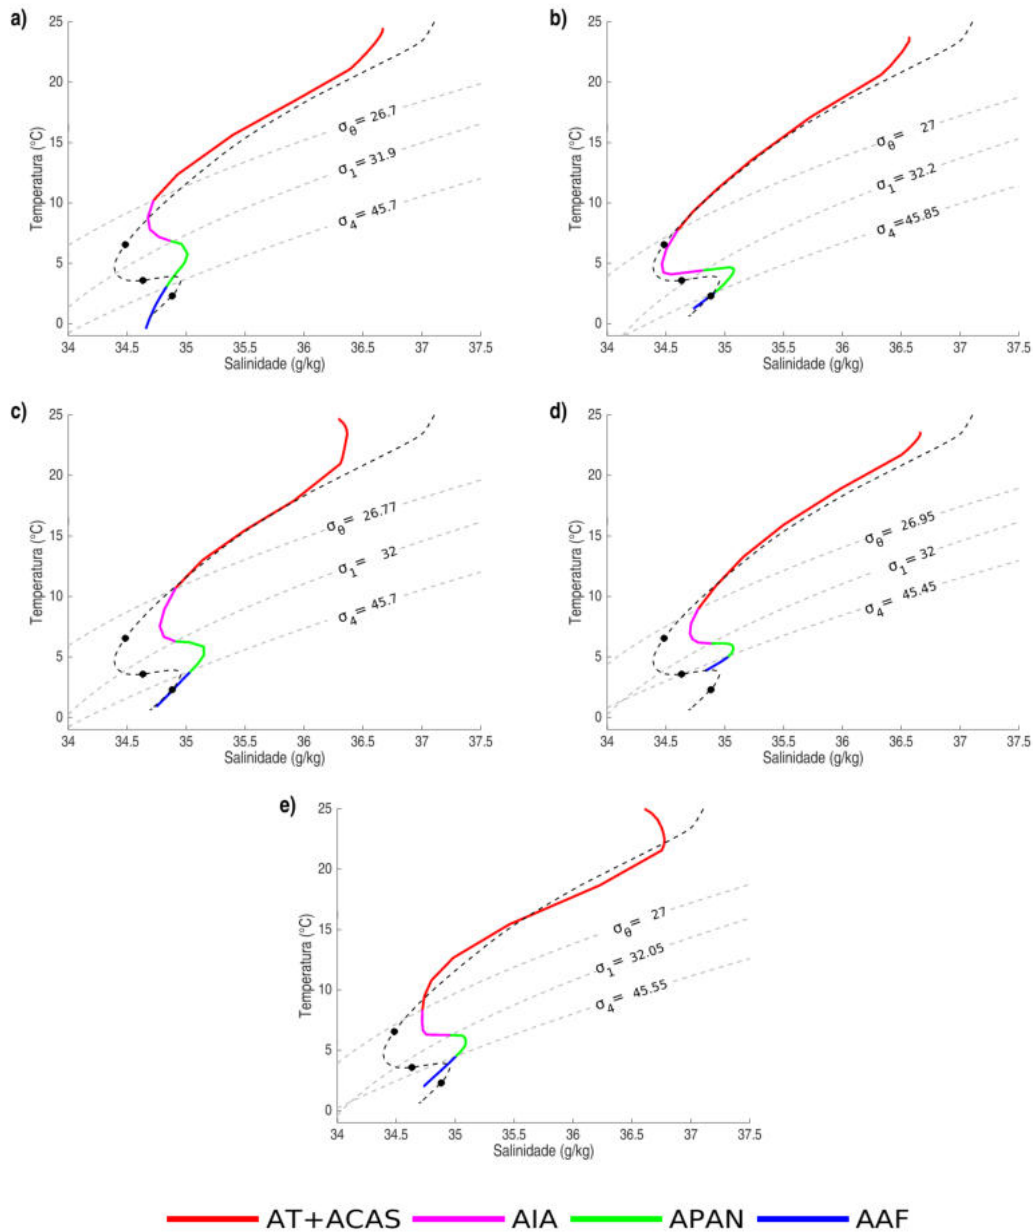 a)
25
20
15
10
5
0
Temperatura (°C)
σθ= 26.7
σ1= 31.9
σ4= 45.7
34 34.5 35 35.5 36 36.5 37 37.5
Salinidade (g/kg)
b)
25
20
15
10
5
0
Temperatura (°C)
σθ= 27
σ1= 32.2
σ4= 45.85
34 34.5 35 35.5 36 36.5 37 37.5
Salinidade (g/kg)
c)
25
20
15
10
5
0
Temperatura (°C)
σθ= 26.77
σ1= 32
σ4= 45.7
34 34.5 35 35.5 36 36.5 37 37.5
Salinidade (g/kg)
d)
25
20
15
10
5
0
Temperatura (°C)
σθ= 26.95
σ1= 32
σ4= 45.45
34 34.5 35 35.5 36 36.5 37 37.5
Salinidade (g/kg)
e)
25
20
15
10
5
0
Temperatura (°C)
σθ= 27
σ1= 32.05
σ4= 45.55
34 34.5 35 35.5 36 36.5 37 37.5
Salinidade (g/kg)
AT+ACAS AIA APAN AAF